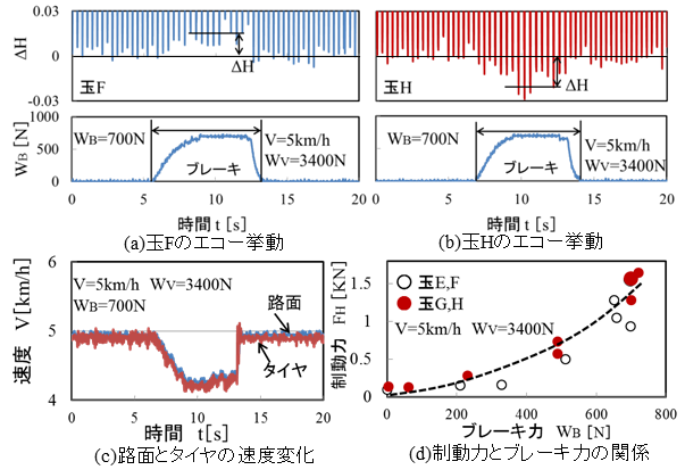 0.03
0
-0.03
ΔH
ΔH
玉F
1000
500
0
WB [N]
WB=700N
V=5km/h
WV=3400N
ブレーキ
0 5 10 15 20
時間 t [s]
(a)玉Fのエコー挙動
玉H
ΔH
WB=700N
V=5km/h
WV=3400N
ブレーキ
0 5 10 15 20
時間 t [s]
(b)玉Hのエコー挙動
6
5
4
速度 V[km/h]
V=5km/h WV=3400N
WB=700N
路面
タイヤ
0 5 10 15 20
時間 t[s]
(c)路面とタイヤの速度変化
1.5
1
0.5
0
制動力 FH [KN]
玉E,F
玉G,H
V=5km/h WV=3400N
0 200 400 600 800
ブレーキカ WB [N]
(d)制動力とブレーキ力の関係